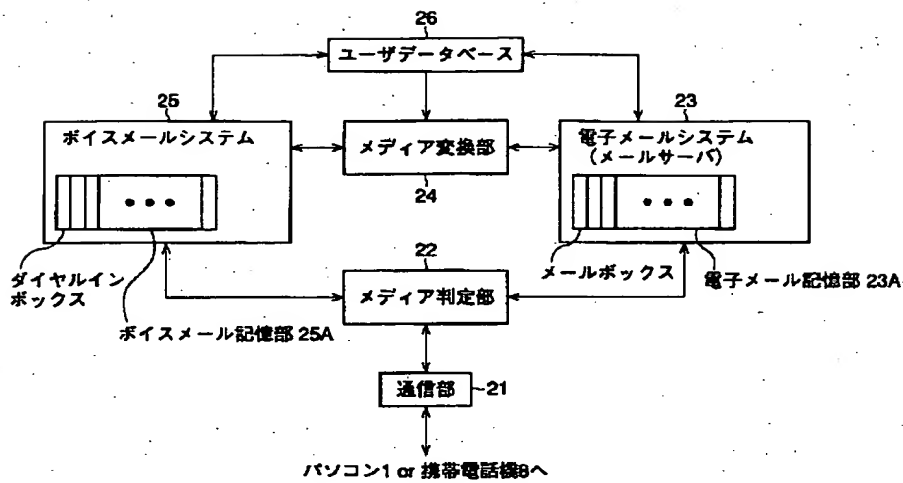 26
ユーザデータベース
25
ボイスメールシステム
メディア変換部
24
23
電子メールシステム
(メールサーバ)
ダイヤルイン
ボックス
ボイスメール記憶部 25A
22
メディア判定部
メールボックス
電子メール記憶部 23A
通信部
21
パソコン1 or 携帯電話機8へ